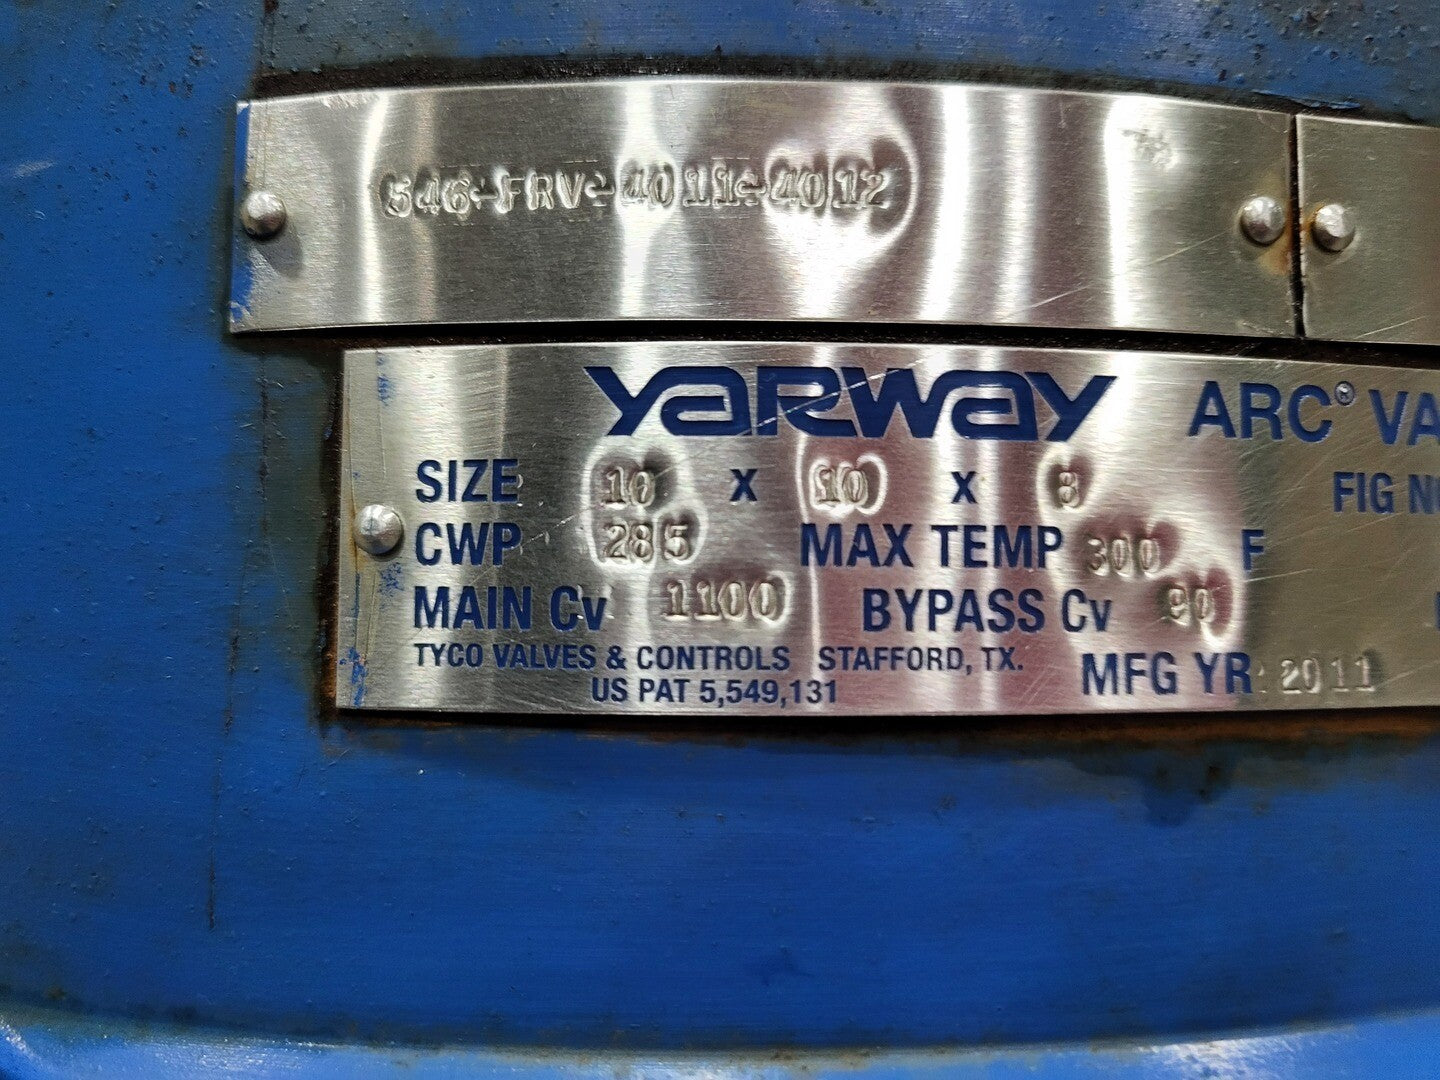 546-FRV-4011-4012
YARWAY ARC® VA
SIZE 10 x 10 x 8
FIG NO
CWP 285 MAX TEMP 300 F
MAIN Cv 1100 BYPASS Cv 90
TYCO VALVES & CONTROLS STAFFORD, TX. MFG YR 2011
US PAT 5,549,131